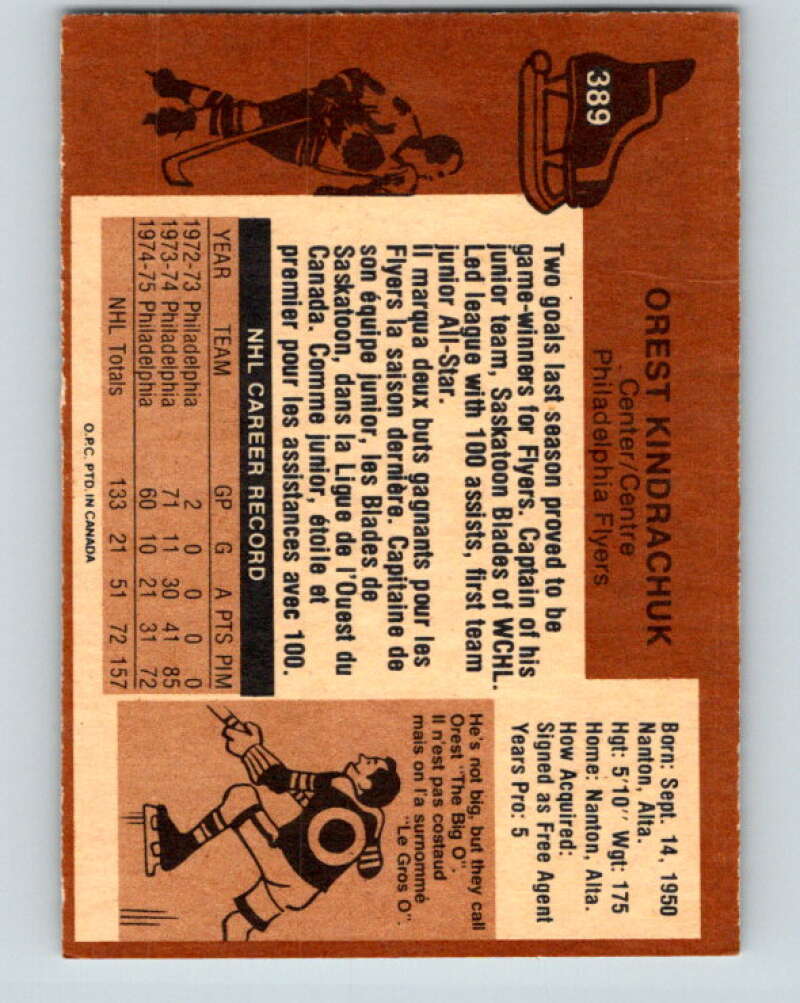 389
OREST KINDRACHUK
Center/Centre
Philadelphia Flyers
Born: Sept. 14, 1950
Nanton, Alta.
Hgt: 5'10" Wgt: 175
Home: Nanton, Alta.
How Acquired:
Signed as Free Agent
Years Pro: 5
Two goals last season proved to be
game-winners for Flyers. Captain of his
junior team, Saskatoon Blades of WCHL.
Led league with 100 assists, first team
junior All-Star.
Il marqua deux buts gagnants pour les
Flyers la saison dernière. Capitaine de
son équipe junior, les Blades de
Saskatoon, dans la Ligue de l'Ouest du
Canada. Comme junior, étoile et
premier pour les assistances avec 100.
NHL CAREER RECORD
YEAR TEAM GP G A PTS PIM
1972-73 Philadelphia 2 0 0 0 0
1973-74 Philadelphia 71 11 30 41 85
1974-75 Philadelphia 60 10 21 31 72
NHL Totals 133 21 51 72 157
He's not big, but they call
Orest "The Big O".
Il n'est pas costaud
mais on l'a surnommé
"Le Gros O".
O
O.P.C. PTD. IN CANADA